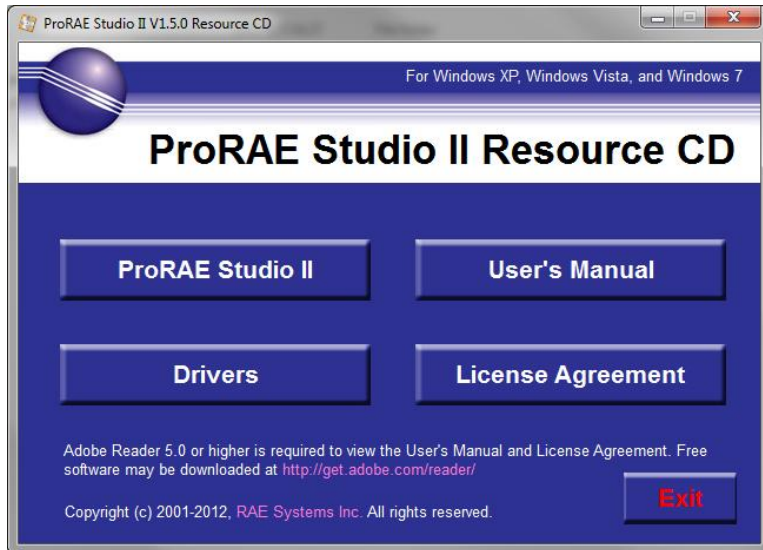 ProRAE Studio II V1.5.0 Resource CD
For Windows XP, Windows Vista, and Windows 7
ProRAE Studio II Resource CD
ProRAE Studio II
User's Manual
Drivers
License Agreement
Adobe Reader 5.0 or higher is required to view the User's Manual and License Agreement. Free
software may be downloaded at http://get.adobe.com/reader/
Exit
Copyright (c) 2001-2012, RAE Systems Inc. All rights reserved.